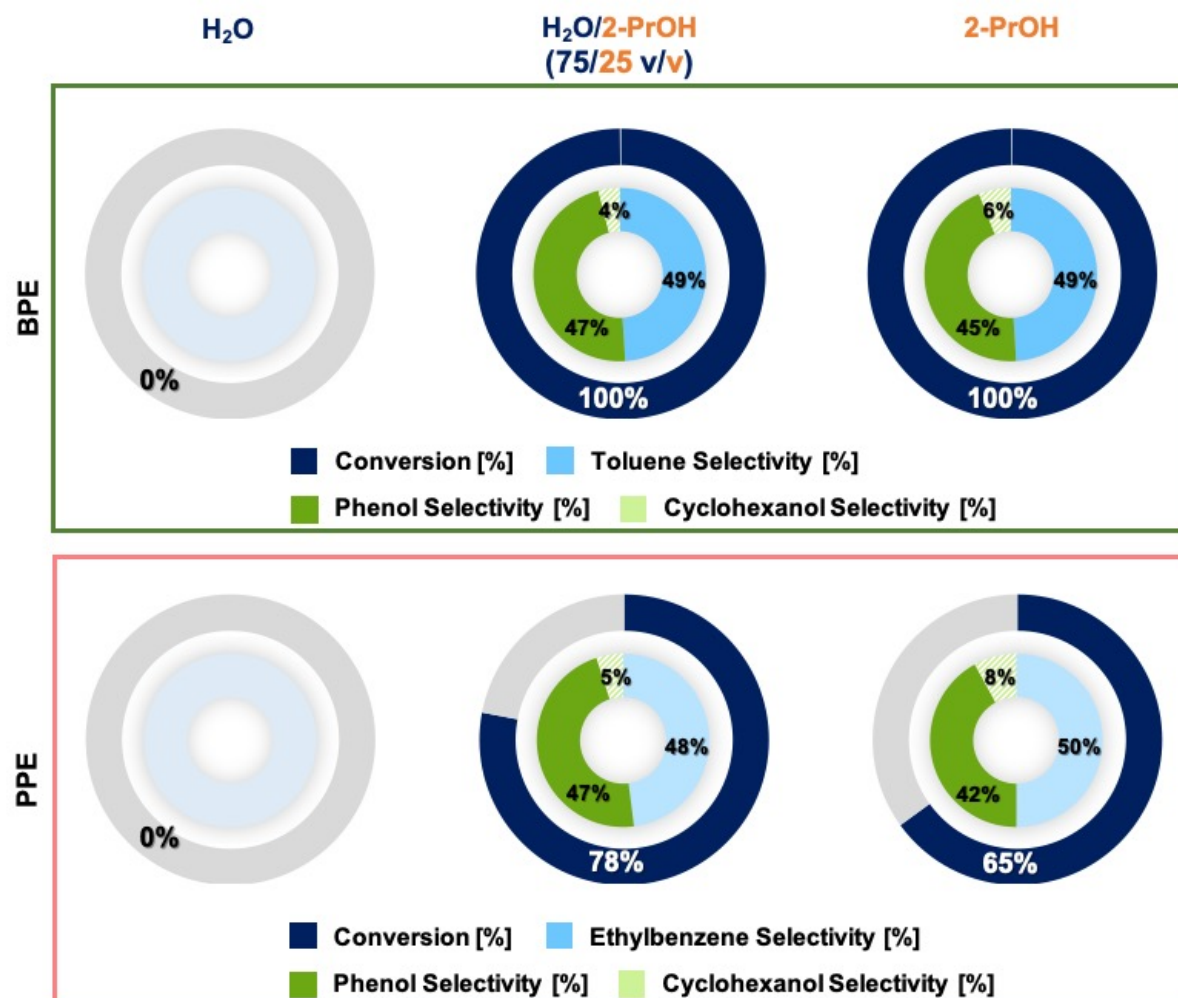 H₂O
H₂O/2-PrOH
(75/25 v/v)
2-PrOH
BPE
0%
4%
49%
47%
100%
6%
49%
45%
100%
Conversion [%]
Toluene Selectivity [%]
Phenol Selectivity [%]
Cyclohexanol Selectivity [%]
PPE
0%
5%
48%
47%
78%
8%
50%
42%
65%
Conversion [%]
Ethylbenzene Selectivity [%]
Phenol Selectivity [%]
Cyclohexanol Selectivity [%]